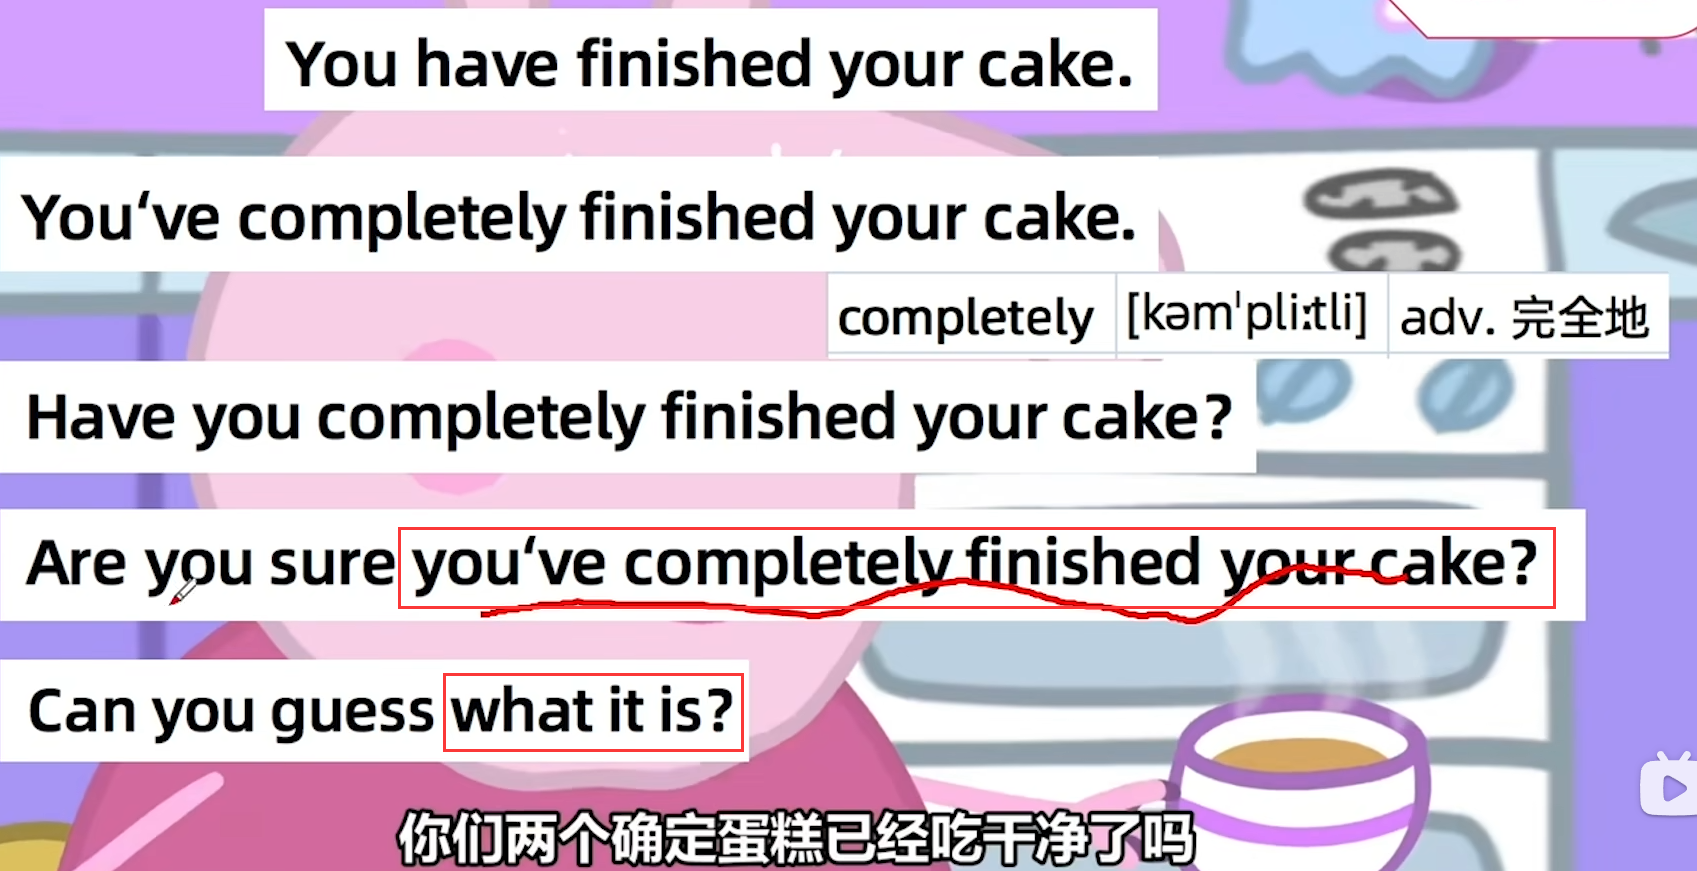 You have finished your cake.
You‘ve completely finished your cake.
completely [kəmˈpliːtli] adv. 完全地
Have you completely finished your cake?
Are you sure you‘ve completely finished your cake?
Can you guess what it is?
你们两个确定蛋糕已经吃干净了吗